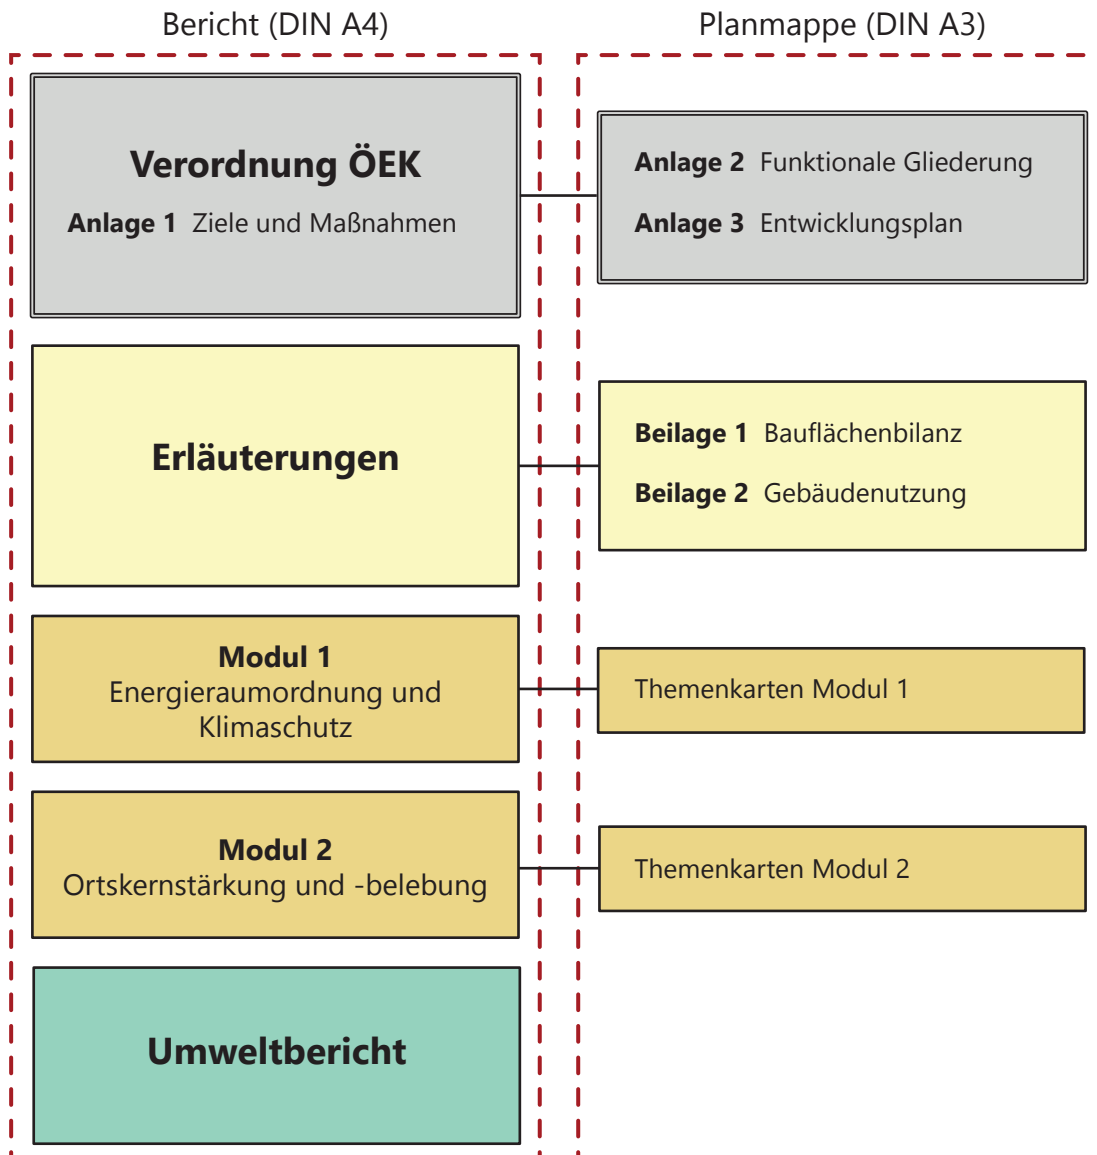 Bericht (DIN A4)
Planmappe (DIN A3)
Verordnung ÖEK
Anlage 1 Ziele und Maßnahmen
Anlage 2 Funktionale Gliederung
Anlage 3 Entwicklungsplan
Erläuterungen
Beilage 1 Bauflächenbilanz
Beilage 2 Gebäudenutzung
Modul 1
Energieraumordnung und
Klimaschutz
Themenkarten Modul 1
Modul 2
Ortskernstärkung und -belebung
Themenkarten Modul 2
Umweltbericht